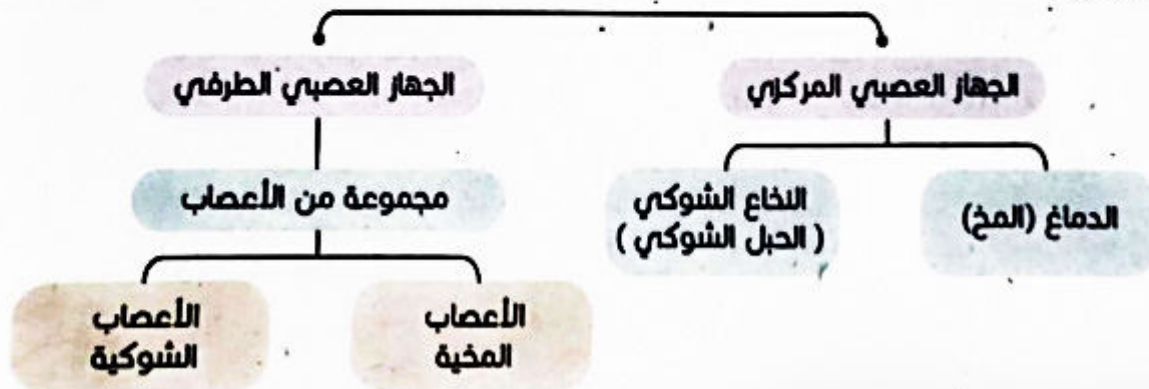 الجهاز العصبي المركزي
الجهاز العصبي الطرفي
الدماغ (المخ)
النخاع الشوكي
( الحبل الشوكي )
مجموعة من الأعصاب
الأعصاب
المخية
الأعصاب
الشوكية